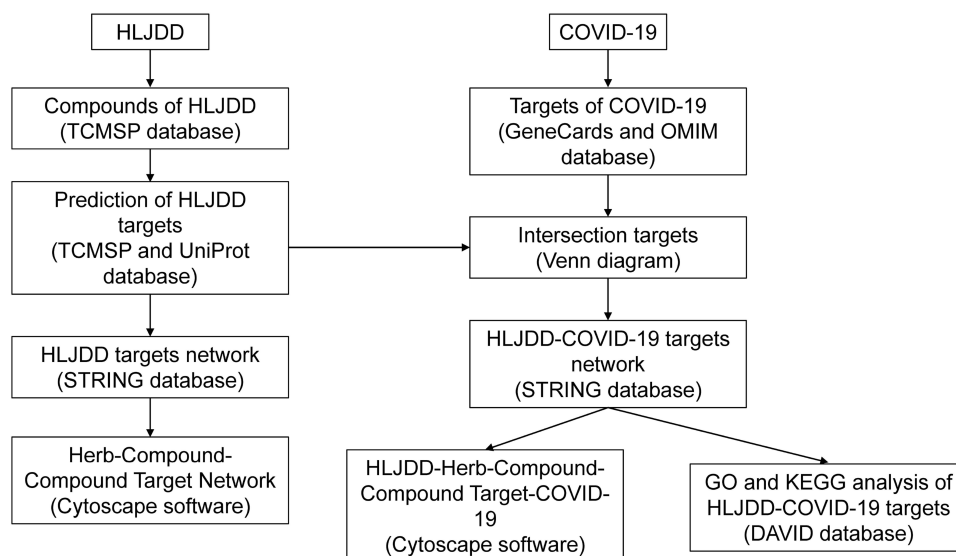 HLJDD
Compounds of HLJDD
(TCMSP database)
Prediction of HLJDD
targets
(TCMSP and UniProt
database)
HLJDD targets network
(STRING database)
Herb-Compound-
Compound Target Network
(Cytoscape software)
COVID-19
Targets of COVID-19
(GeneCards and OMIM
database)
Intersection targets
(Venn diagram)
HLJDD-COVID-19 targets
network
(STRING database)
HLJDD-Herb-Compound-
Compound Target-COVID-
19
(Cytoscape software)
GO and KEGG analysis of
HLJDD-COVID-19 targets
(DAVID database)